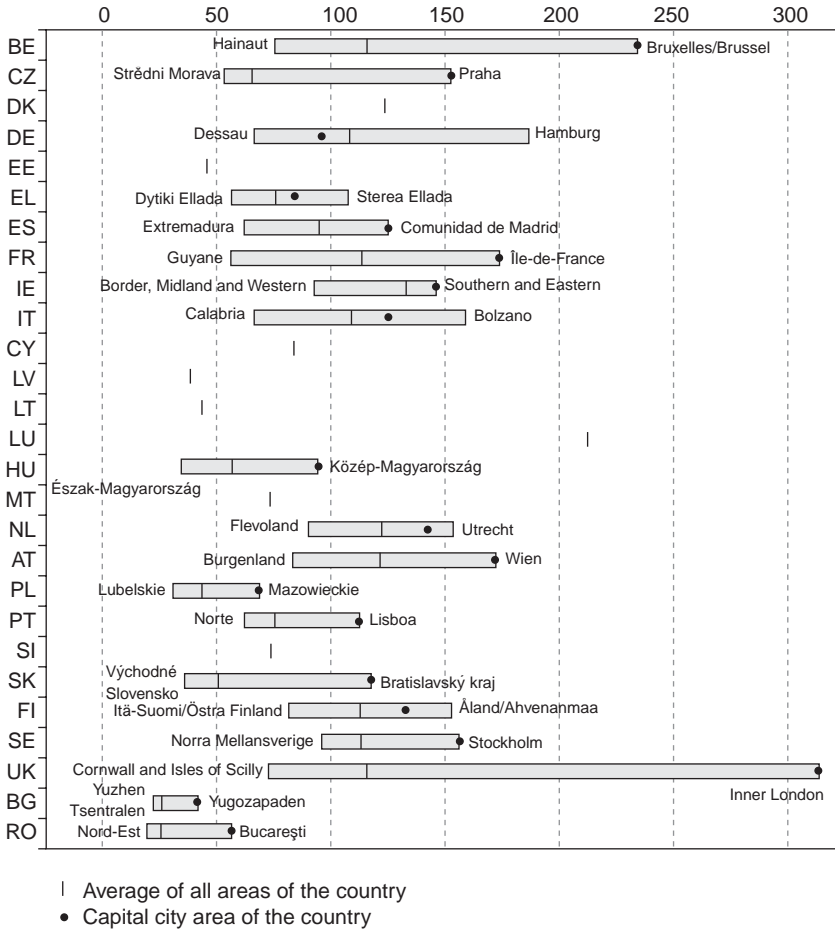 0 50 100 150 200 250 300
BE Hainaut Bruxelles/Brussel
CZ Strědni Morava Praha
DK
DE Dessau Hamburg
EE
EL Dytiki Ellada Sterea Ellada
ES Extremadura Comunidad de Madrid
FR Guyane Île-de-France
IE Border, Midland and Western Southern and Eastern
IT Calabria Bolzano
CY
LV
LT
LU
HU Közép-Magyarország
Észak-Magyarország
MT
NL Flevoland Utrecht
AT Burgenland Wien
PL Lubelskie Mazowieckie
PT Norte Lisboa
SI
SK Východné Bratislavský kraj
Slovensko
FI Itä-Suomi/Östra Finland Åland/Ahvenanmaa
SE Norra Mellansverige Stockholm
UK Cornwall and Isles of Scilly
Inner London
BG Yuzhen Yugozapaden
Tsentralen
RO Nord-Est Bucareşti
Average of all areas of the country
Capital city area of the country